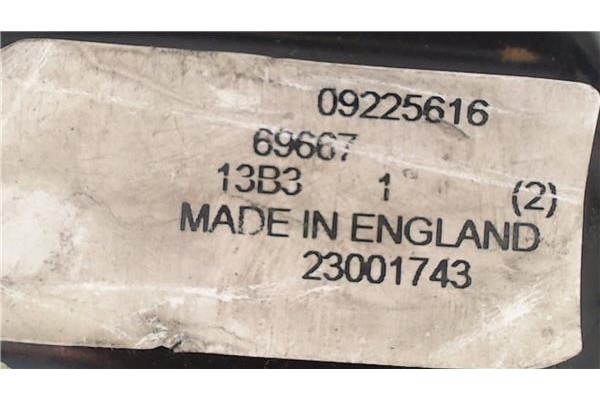 09225616
69667
13B3 1 (2)
MADE IN ENGLAND
23001743